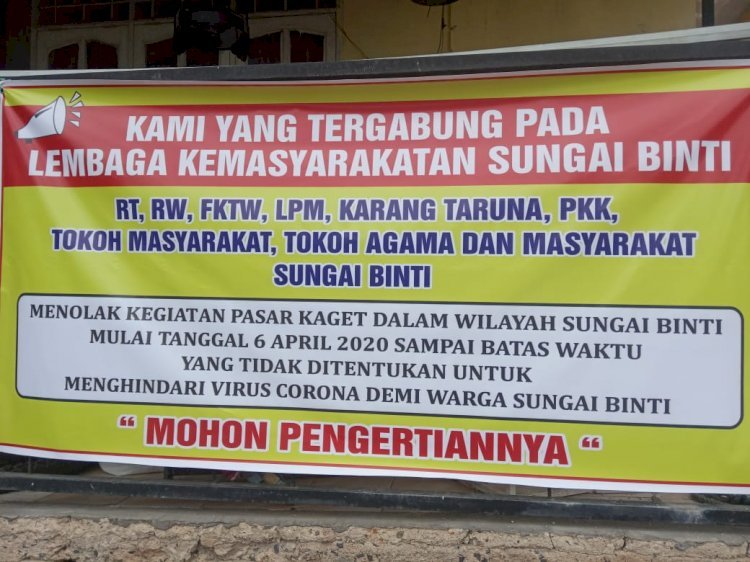 KAMI YANG TERGABUNG PADA
LEMBAGA KEMASYARAKATAN SUNGAI BINTI
RT, RW, FKTW, LPM, KARANG TARUNA, PKK,
TOKOH MASYARAKAT, TOKOH AGAMA DAN MASYARAKAT
SUNGAI BINTI
MENOLAK KEGIATAN PASAR KAGET DALAM WILAYAH SUNGAI BINTI
MULAI TANGGAL 6 APRIL 2020 SAMPAI BATAS WAKTU
YANG TIDAK DITENTUKAN UNTUK
MENGHINDARI VIRUS CORONA DEMI WARGA SUNGAI BINTI
“ MOHON PENGERTIANNYA “